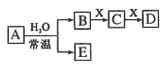 A H₂O 常温 B X C X D
E